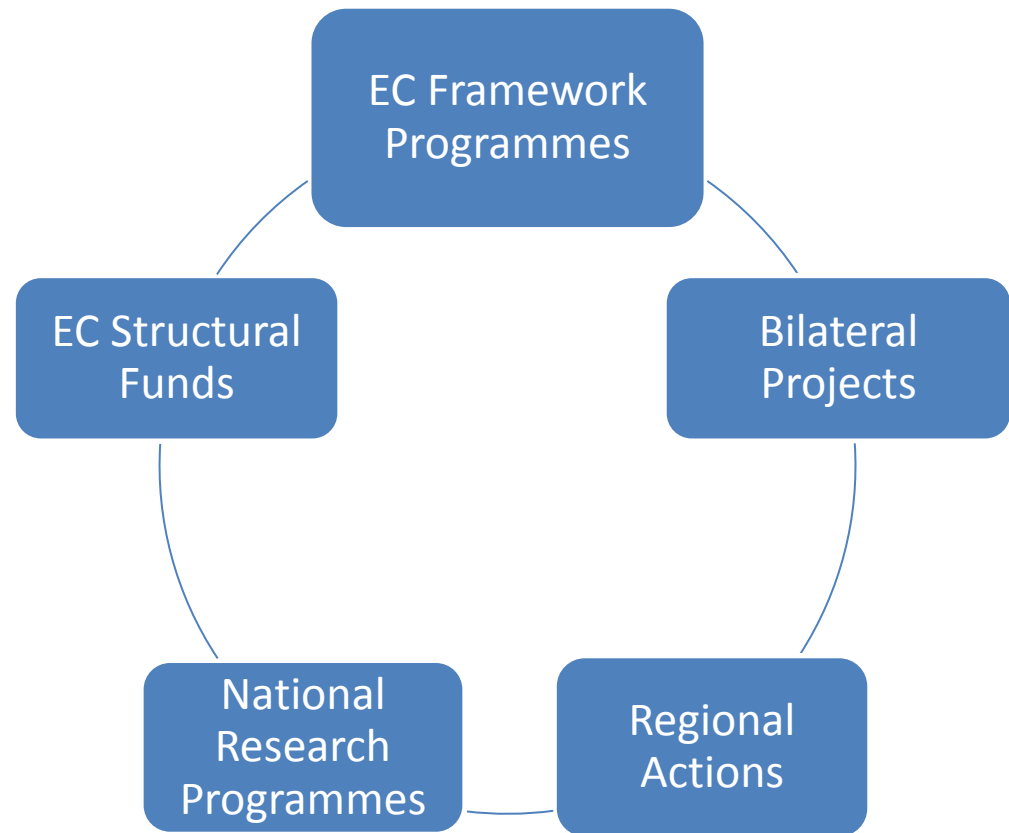 EC Framework
Programmes
EC Structural
Funds
Bilateral
Projects
National
Research
Programmes
Regional
Actions